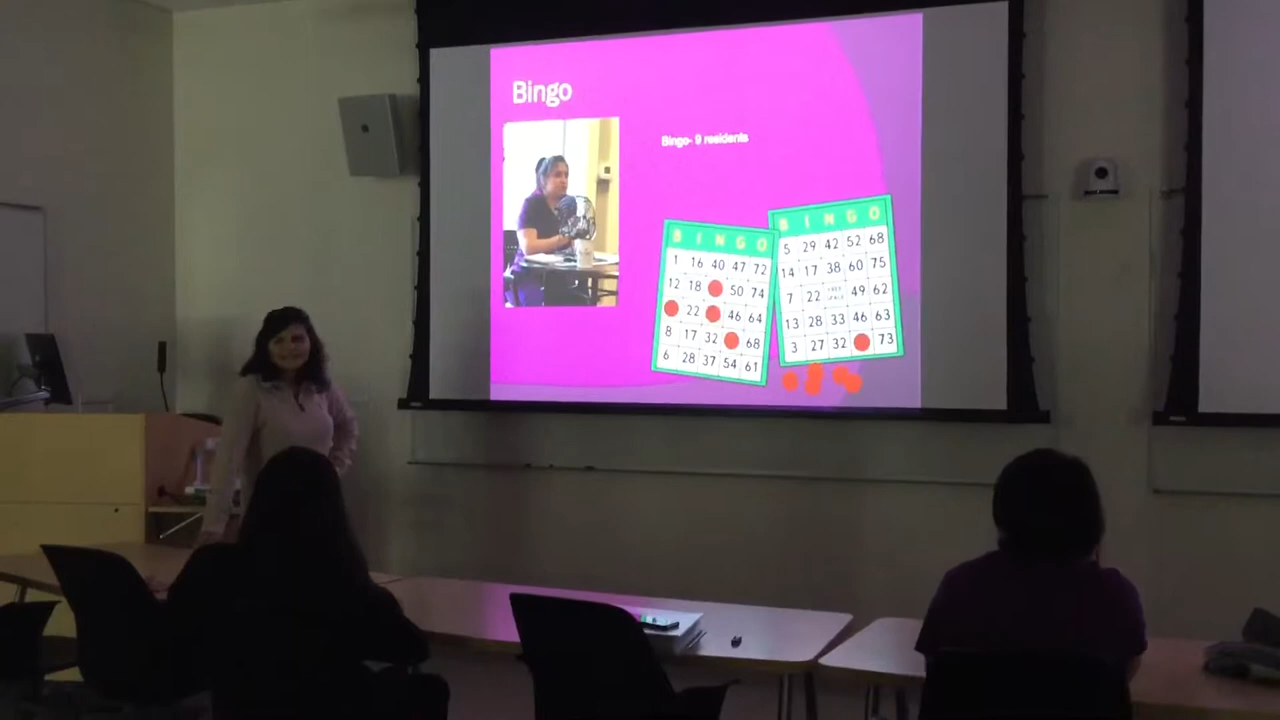 Bingo
Bingo- 9 residents
B I N G O
1 16 40 47 72
12 18 50 74
22 46 64
8 17 32 68
6 28 37 54 61
B I N G O
5 29 42 52 68
14 17 38 60 75
7 22 FREE SPACE 49 62
13 28 33 46 63
3 27 32 73